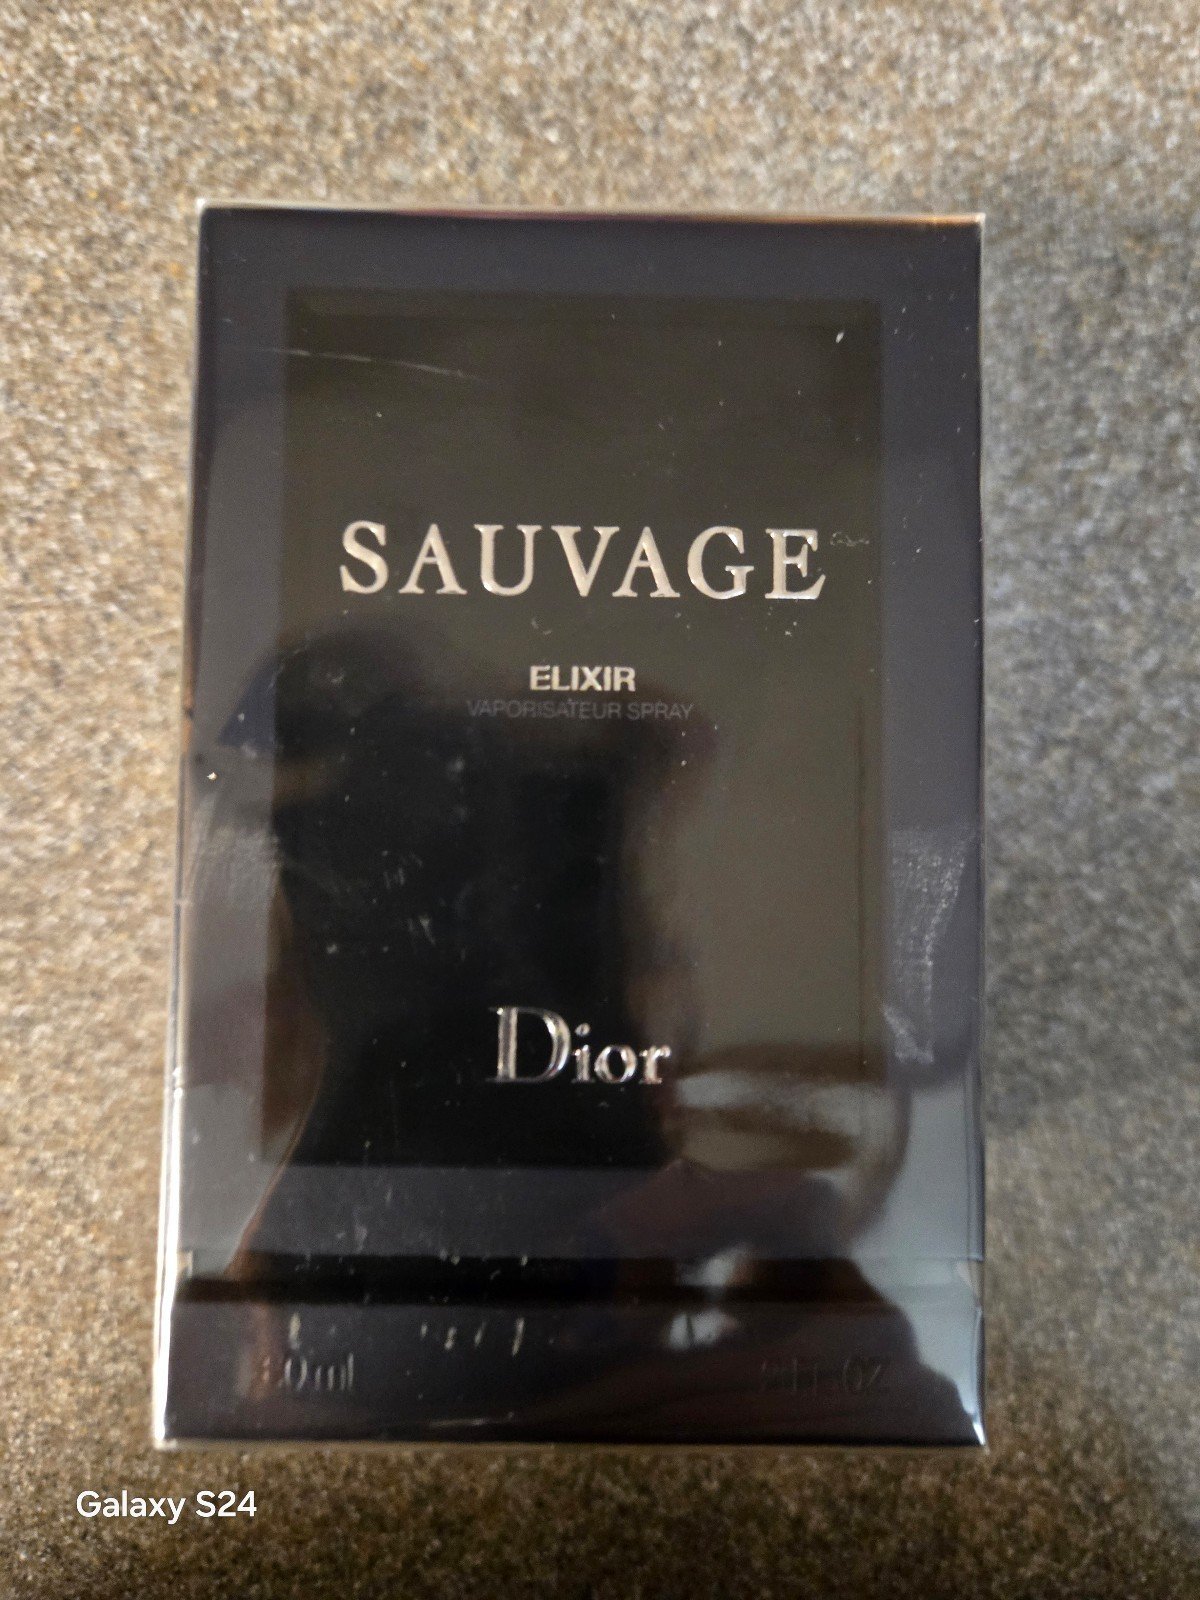 SAUVAGE
ELIXIR
VAPORISATEUR SPRAY
Dior
Galaxy S24